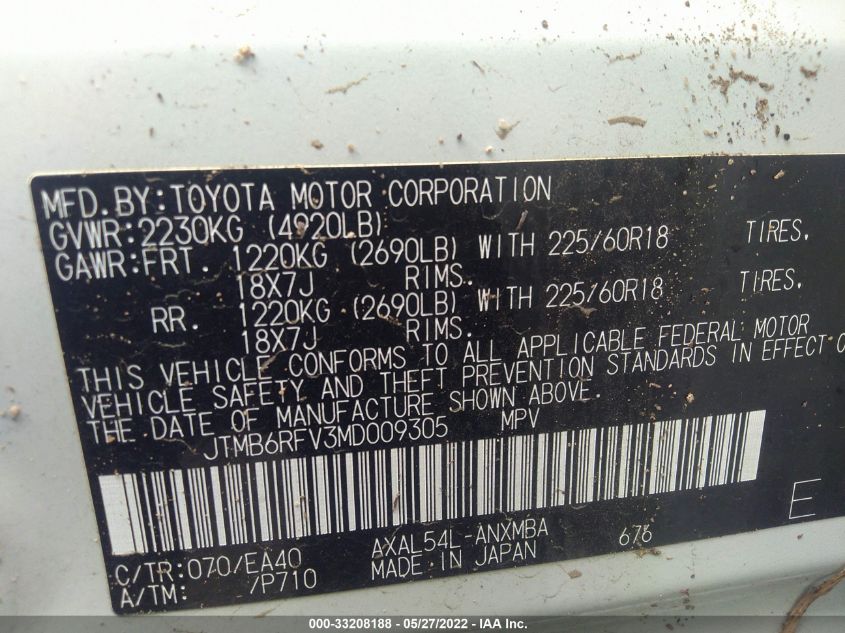 MFD.BY:TOYOTA MOTOR CORPORATION
GVWR:2230KG (4920LB)
GAWR:FRT. 1220KG (2690LB) WITH 225/60R18 TIRES,
18X7J RIMS.
RR. 1220KG (2690LB) WITH 225/60R18 TIRES,
18X7J RIMS.
THIS VEHICLE CONFORMS TO ALL APPLICABLE FEDERAL MOTOR
VEHICLE SAFETY AND THEFT PREVENTION STANDARDS IN EFFECT
THE DATE OF MANUFACTURE SHOWN ABOVE.
JTMB6RFV3MD009305 MPV
E
C/TR:070/EA40 AXAL54L-ANXMBA 676
A/TM: /P710 MADE IN JAPAN
000-33208188 - 05/27/2022 - IAA Inc.